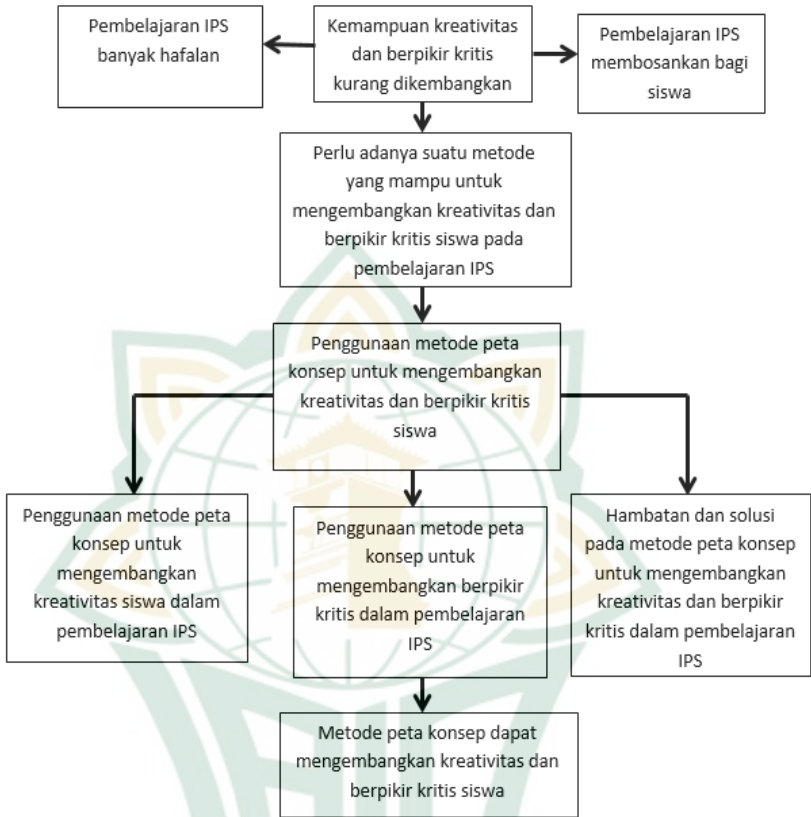 Pembelajaran IPS
banyak hafalan
Kemampuan kreativitas
dan berpikir kritis
kurang dikembangkan
Pembelajaran IPS
membosankan bagi
siswa
Perlu adanya suatu metode
yang mampu untuk
mengembangkan kreativitas dan
berpikir kritis siswa pada
pembelajaran IPS
Penggunaan metode peta
konsep untuk mengembangkan
kreativitas dan berpikir kritis
siswa
Penggunaan metode peta
konsep untuk
mengembangkan
kreativitas siswa dalam
pembelajaran IPS
Penggunaan metode peta
konsep untuk
mengembangkan berpikir
kritis dalam pembelajaran
IPS
Hambatan dan solusi
pada metode peta konsep
untuk mengembangkan
kreativitas dan berpikir
kritis dalam pembelajaran
IPS
Metode peta konsep dapat
mengembangkan kreativitas dan
berpikir kritis siswa